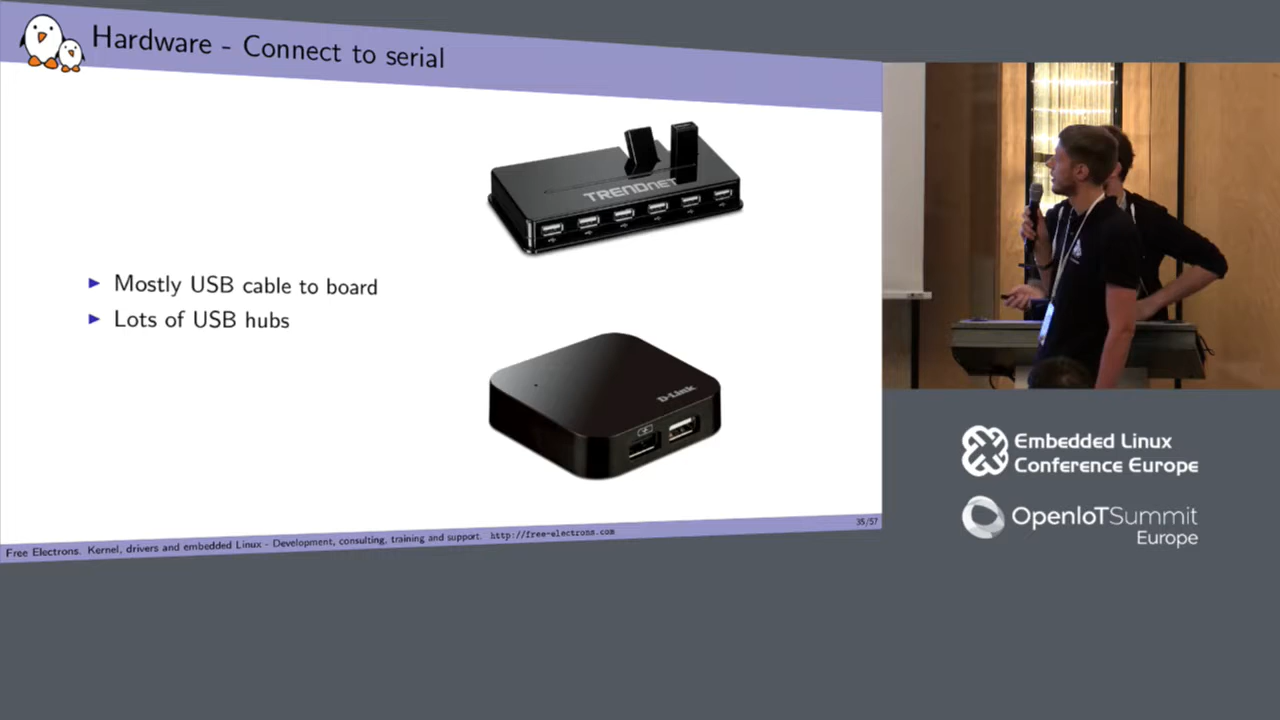 Hardware - Connect to serial
TRENDNET
Mostly USB cable to board
Lots of USB hubs
D-Link
35/57
Free Electrons. Kernel, drivers and embedded Linux - Development, consulting, training and support. http://free-electrons.com
Embedded Linux
Conference Europe
OpenIoTSummit
Europe